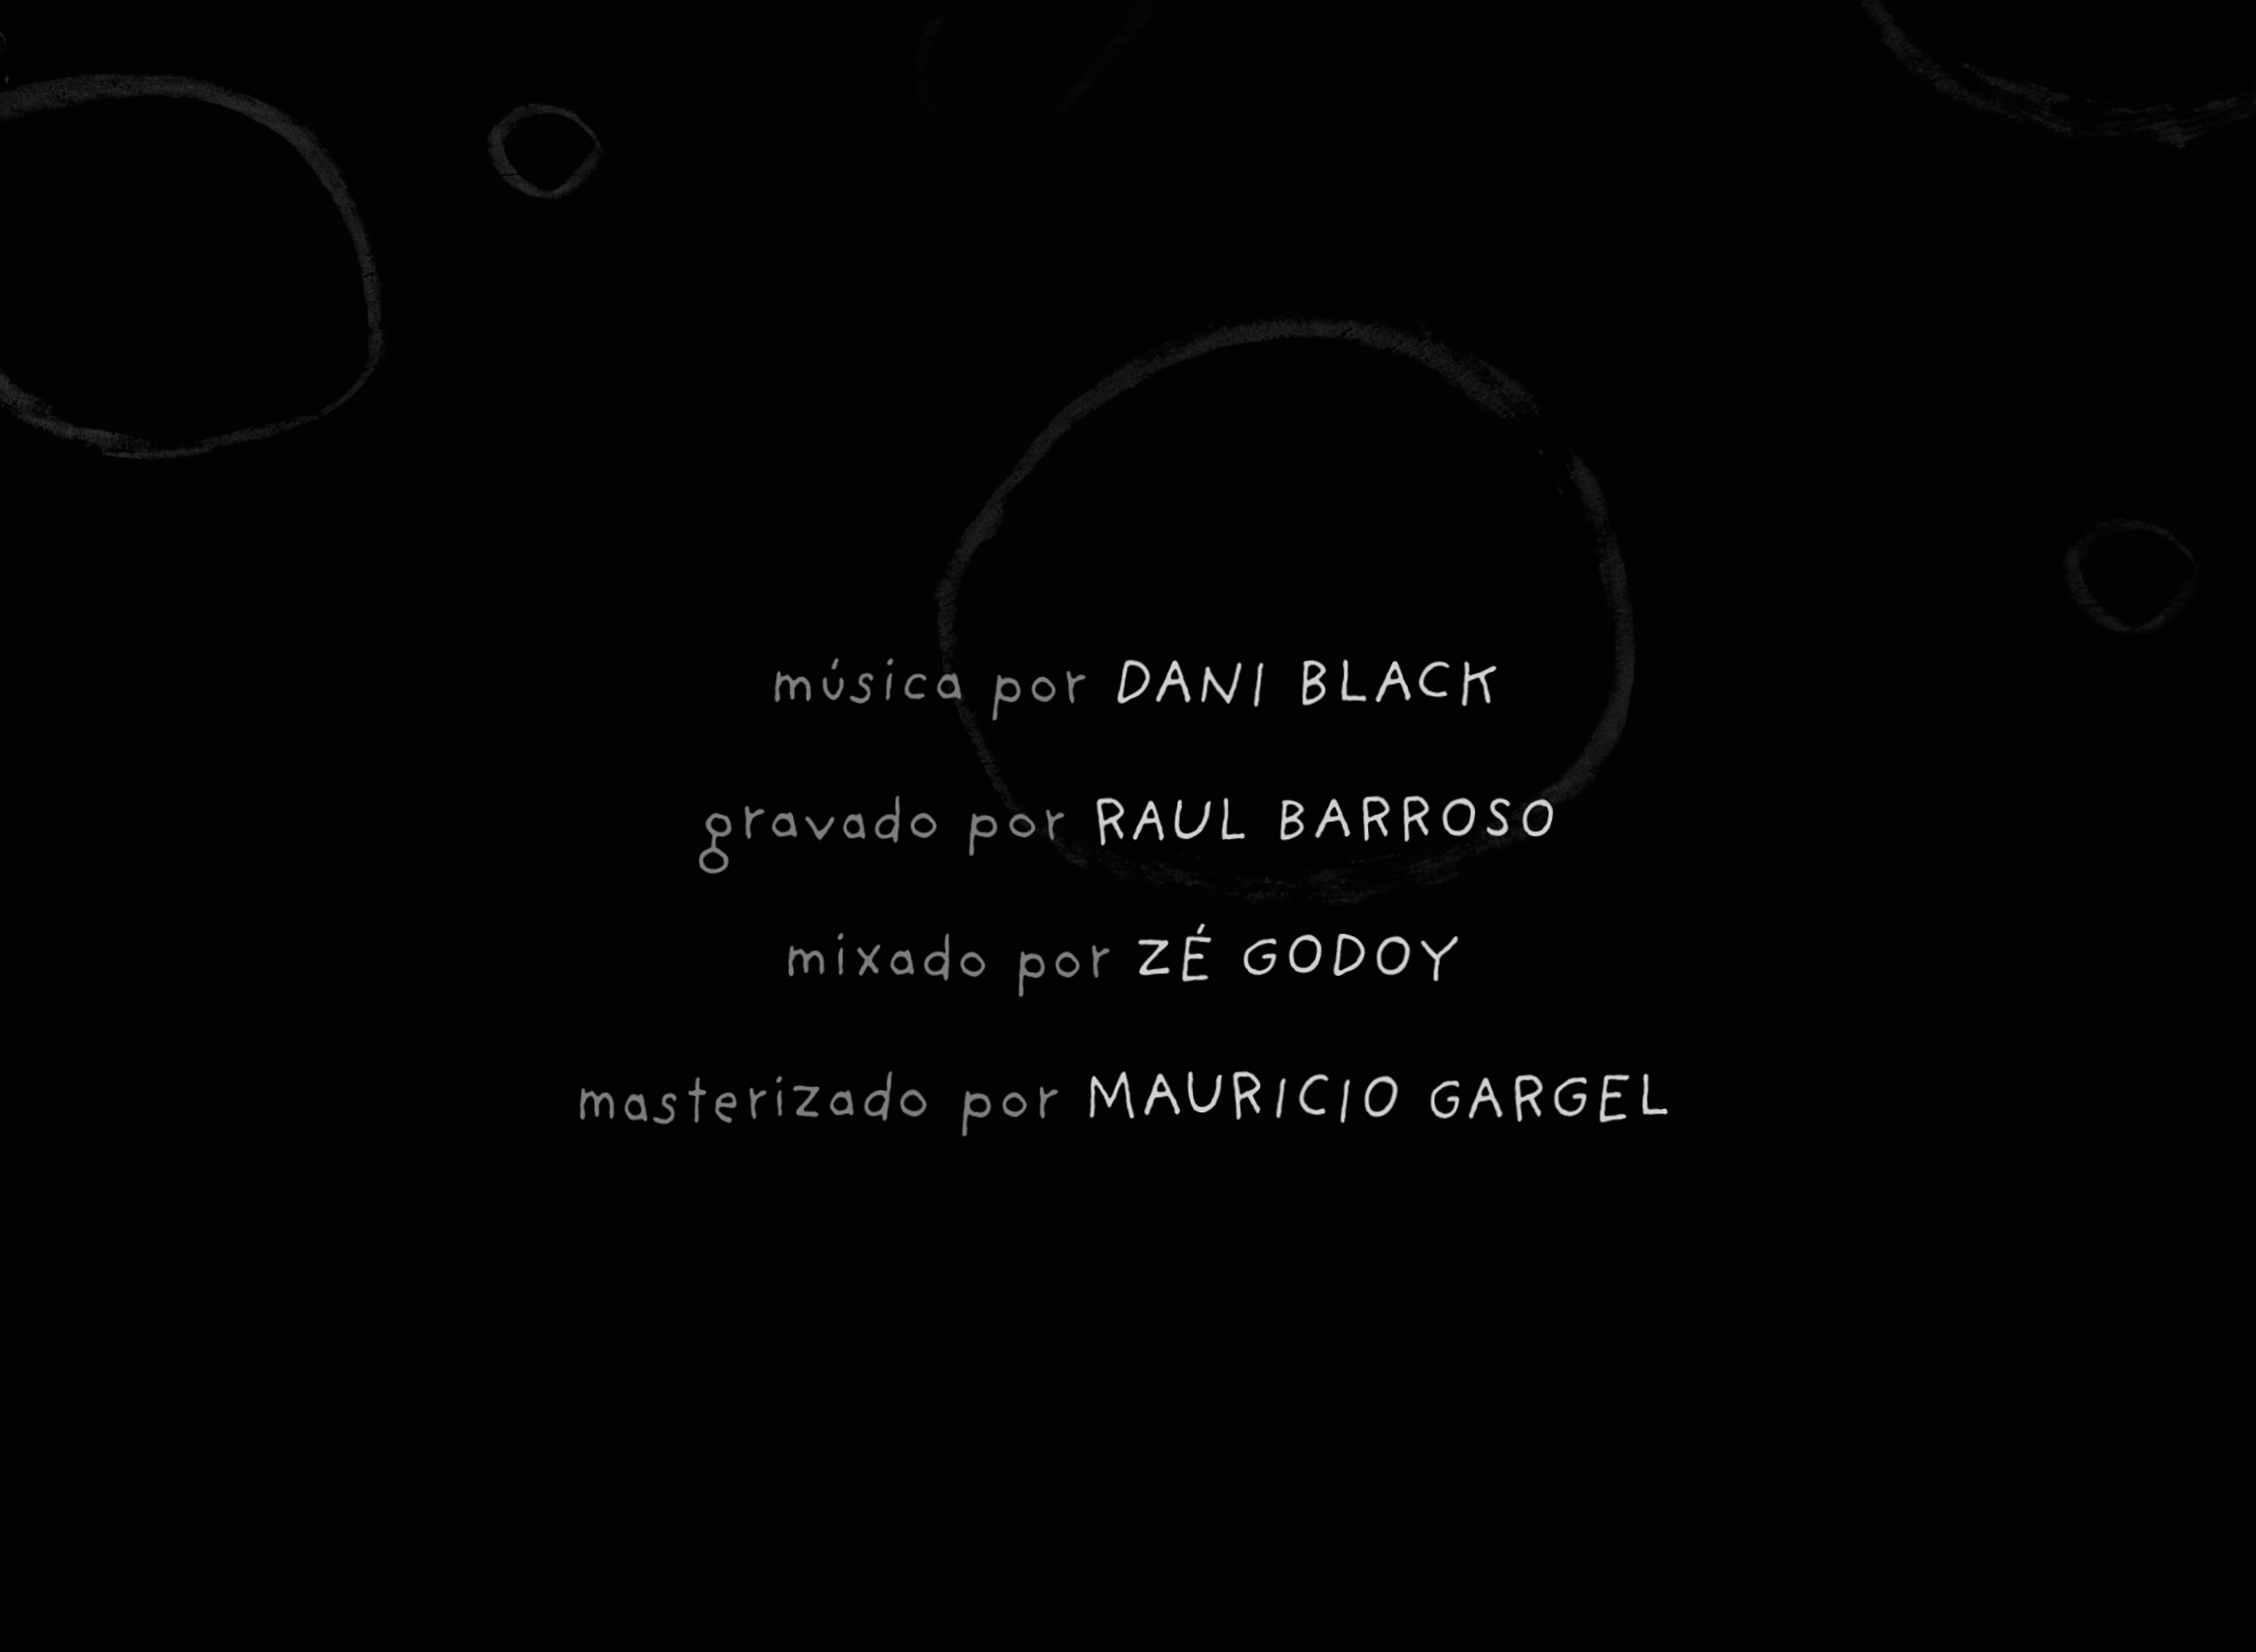 música por DANI BLACK
gravado por RAUL BARROSO
mixado por ZÉ GODOY
masterizado por MAURICIO GARGEL